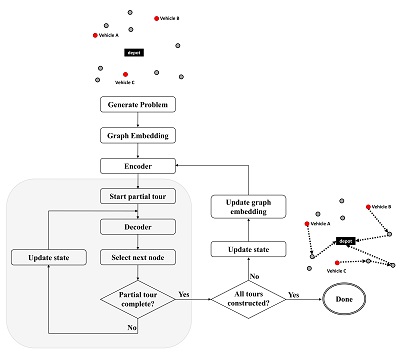 Vehicle B
Vehicle A
depot
Vehicle C
Generate Problem
Graph Embedding
Encoder
Start partial tour
Decoder
Select next node
Update state
Partial tour
complete?
Yes
No
Update graph
embedding
Update state
No
All tours
constructed?
Yes
Done
Vehicle B
Vehicle A
depot
Vehicle C